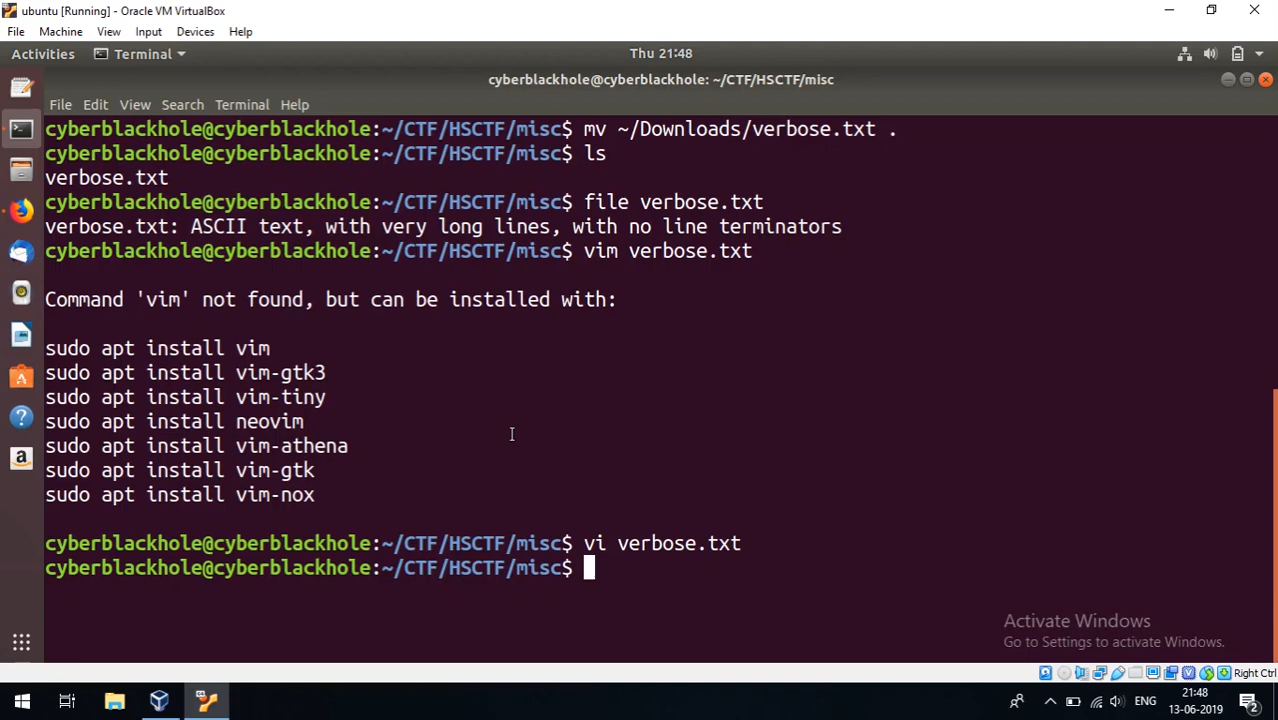 ubuntu [Running] - Oracle VM VirtualBox
File Machine View Input Devices Help
Activities Terminal Thu 21:48
cyberblackhole@cyberblackhole: ~/CTF/HSCTF/misc
File Edit View Search Terminal Help
cyberblackhole@cyberblackhole:~/CTF/HSCTF/misc$ mv ~/Downloads/verbose.txt .
cyberblackhole@cyberblackhole:~/CTF/HSCTF/misc$ ls
verbose.txt
cyberblackhole@cyberblackhole:~/CTF/HSCTF/misc$ file verbose.txt
verbose.txt: ASCII text, with very long lines, with no line terminators
cyberblackhole@cyberblackhole:~/CTF/HSCTF/misc$ vim verbose.txt
Command 'vim' not found, but can be installed with:
sudo apt install vim
sudo apt install vim-gtk3
sudo apt install vim-tiny
sudo apt install neovim
sudo apt install vim-athena
sudo apt install vim-gtk
sudo apt install vim-nox
cyberblackhole@cyberblackhole:~/CTF/HSCTF/misc$ vi verbose.txt
cyberblackhole@cyberblackhole:~/CTF/HSCTF/misc$
Activate Windows
Go to Settings to activate Windows.
Right Ctrl
ENG
21:48
13-06-2019
2